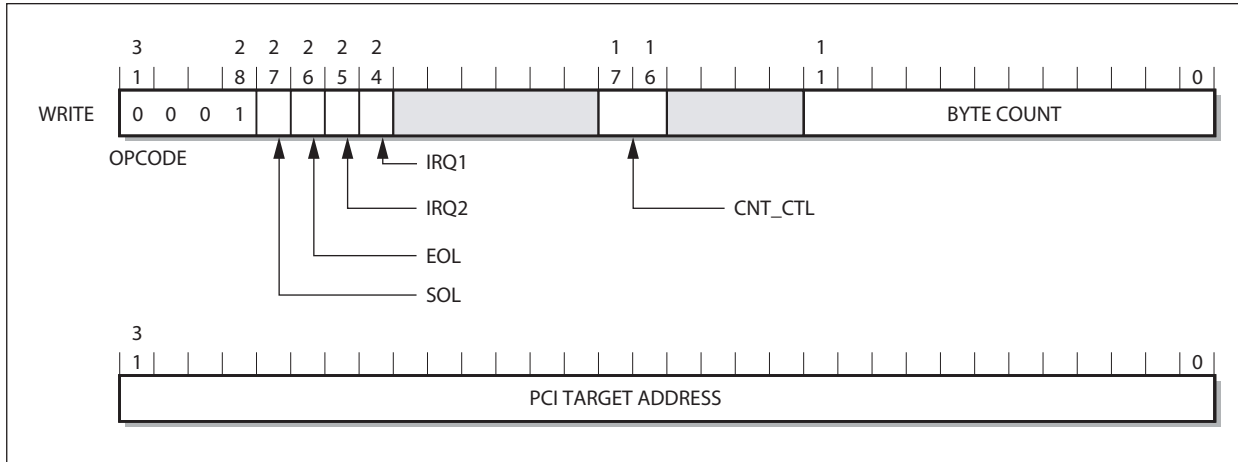 3 2 2 2 2 2 1 1 1
1 8 7 6 5 4 7 6 1 0
WRITE 0 0 0 1 BYTE COUNT
OPCODE
IRQ1
IRQ2 CNT_CTL
EOL
SOL
3
1 0
PCI TARGET ADDRESS